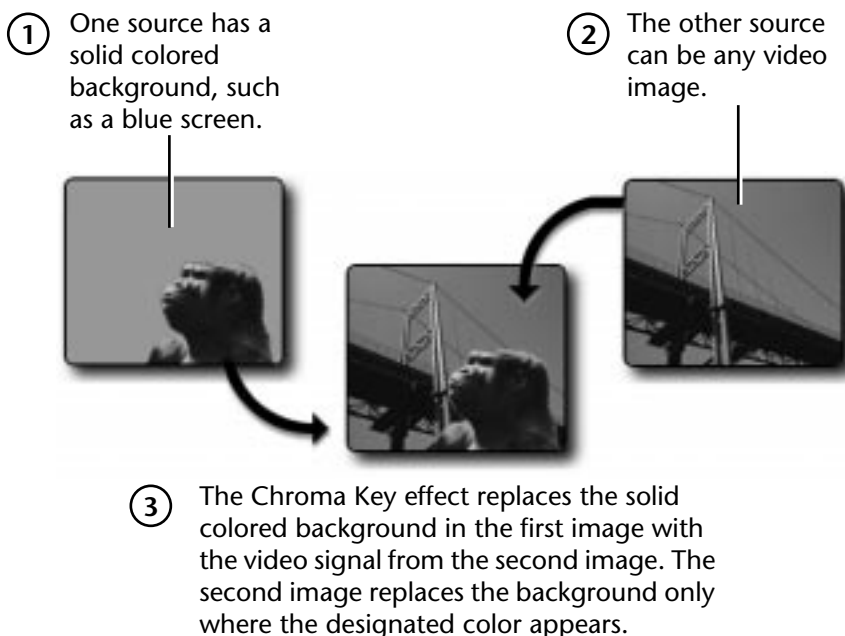 1 One source has a
solid colored
background, such
as a blue screen.
2 The other source
can be any video
image.
3 The Chroma Key effect replaces the solid
colored background in the first image with
the video signal from the second image. The
second image replaces the background only
where the designated color appears.